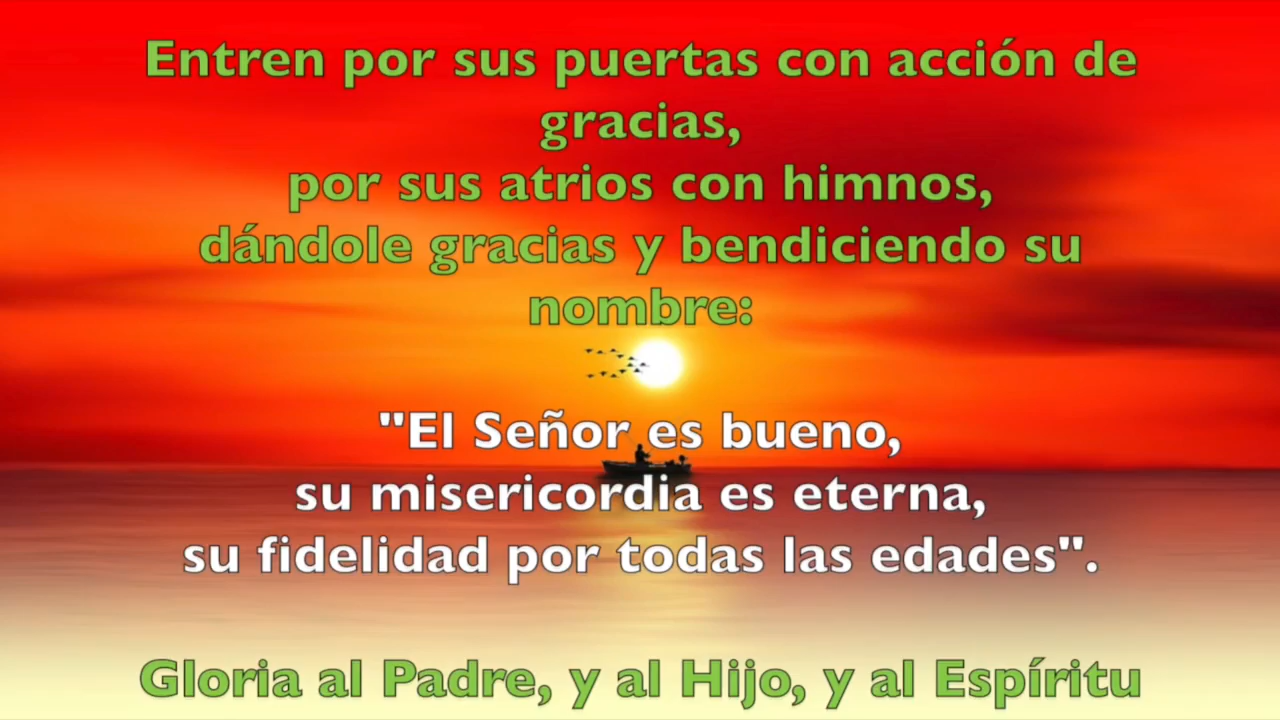 Entren por sus puertas con acción de
gracias,
por sus atrios con himnos,
dándole gracias y bendiciendo su
nombre:
"El Señor es bueno,
su misericordia es eterna,
su fidelidad por todas las edades".
Gloria al Padre, y al Hijo, y al Espíritu